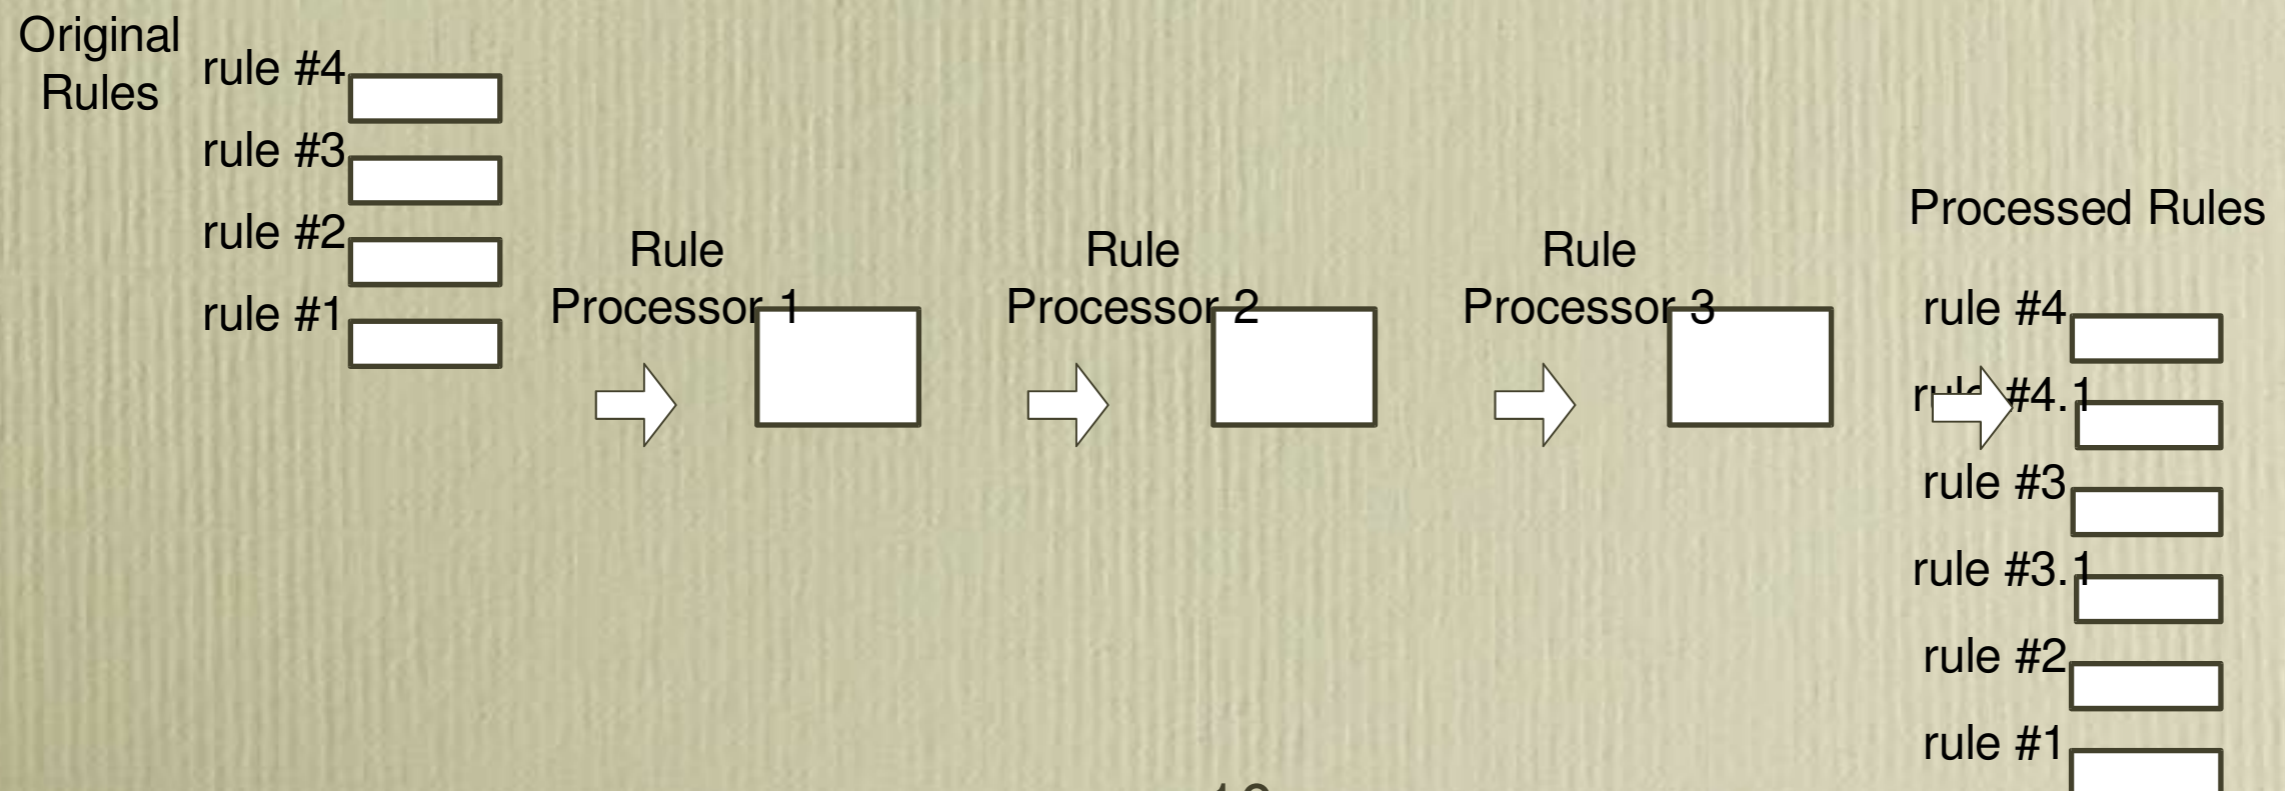 Original
Rules
rule #4
rule #3
rule #2
rule #1
Rule
Processor 1
Rule
Processor 2
Rule
Processor 3
Processed Rules
rule #4
rule #4.1
rule #3
rule #3.1
rule #2
rule #1